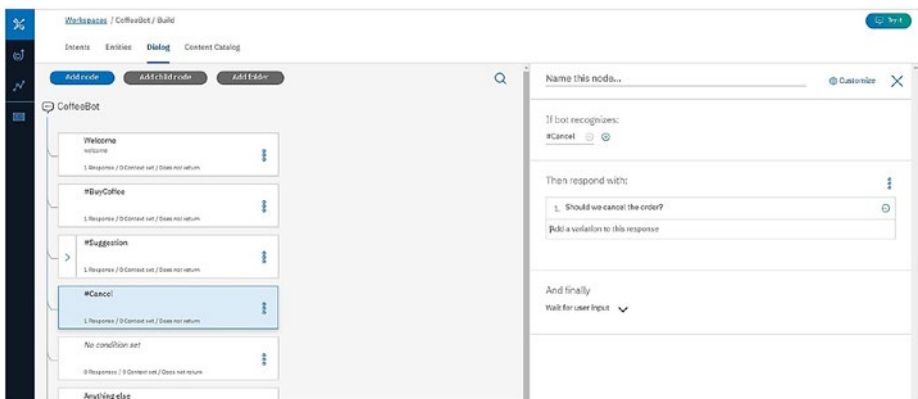 Workspaces / CoffeeBot / Build
Try it
Intents Entities Dialog Content Catalog
Add node Add child node Add folder
CoffeeBot
Welcome
welcome
1 Response / 0 Context set / Does not return
#BuyCoffee
1 Response / 0 Context set / Does not return
#Suggestion
1 Response / 0 Context set / Does not return
#Cancel
1 Response / 0 Context set / Does not return
No condition set
0 Responses / 0 Context set / Does not return
Anything else
Name this node...
Customize
If bot recognizes:
#Cancel
Then respond with:
1. Should we cancel the order?
Add a variation to this response
And finally
Wait for user input